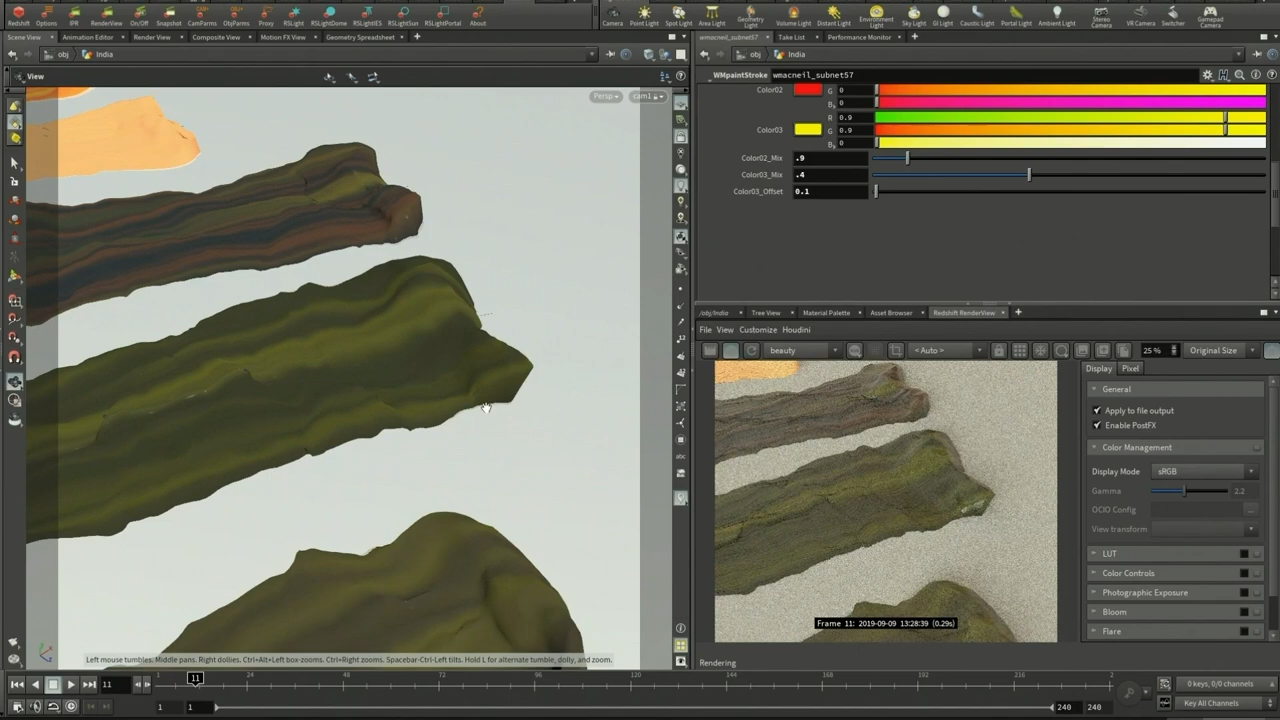 Redshift IPR RenderView On/Off Snapshot CamParms ObjParms Proxy RSLight RSLightDome RSLightIES RSLightSun RSLightPortal About
Camera Point Light Spot Light Area Light Geometry Light Volume Light Distant Light Environment Light Sky Light GI Light Caustic Light Portal Light Ambient Light Stereo Camera VR Camera Switcher Gamepad Camera
Scene View Animation Editor Render View Composite View Motion FX View Geometry Spreadsheet
wmacneil_subnet57 Take List Performance Monitor
obj India
obj India
View
WMpaintStroke wmacneil_subnet57
Persp cam1
Color02 G 0
B 0
R 0.9
Color03 G 0.9
B 0
Color02_Mix .9
Color03_Mix .4
Color03_Offset 0.1
/obj/India Tree View Material Palette Asset Browser Redshift RenderView
File View Customize Houdini
beauty < Auto > 25 % Original Size
Display Pixel
General
Apply to file output
Enable PostFX
Color Management
Display Mode sRGB
Gamma 2.2
OCIO Config ...
View transform
LUT
Color Controls
Photographic Exposure
Bloom
Flare
abc
Frame 11: 2019-09-09 13:28:39 (0.29s)
Left mouse tumbles. Middle pans. Right dollies. Ctrl+Alt+Left box-zooms. Ctrl+Right zooms. Spacebar-Ctrl-Left tilts. Hold L for alternate tumble, dolly, and zoom.
Rendering
11 1 11 24 48 72 96 120 144 168 192 216 2
0 keys, 0/0 channels
1 1 240 240
Key All Channels